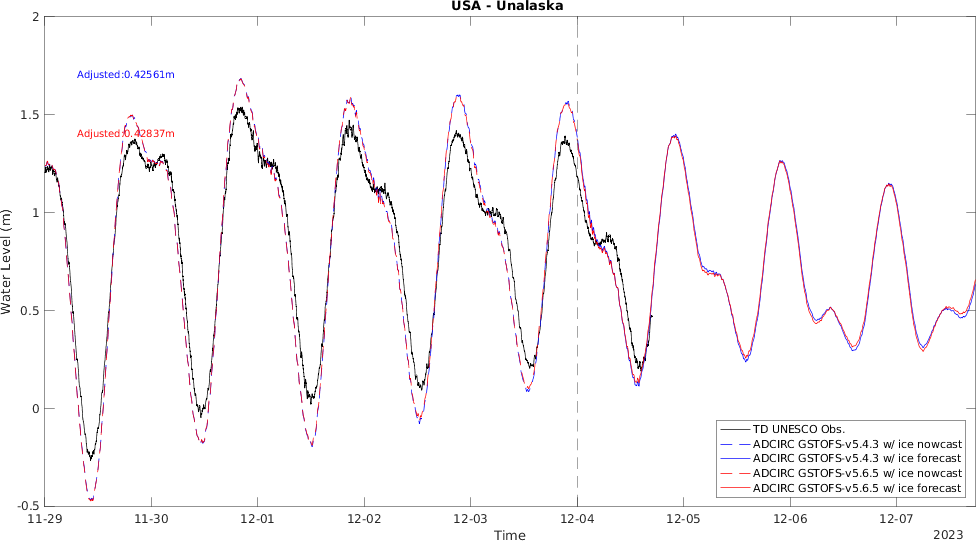 USA - Unalaska
2
1.5
1
0.5
0
-0.5
Water Level (m)
Adjusted:0.42561m
Adjusted:0.42837m
TD UNESCO Obs.
ADCIRC GSTOFS-v5.4.3 w/ ice nowcast
ADCIRC GSTOFS-v5.4.3 w/ ice forecast
ADCIRC GSTOFS-v5.6.5 w/ ice nowcast
ADCIRC GSTOFS-v5.6.5 w/ ice forecast
11-29 11-30 12-01 12-02 12-03 12-04 12-05 12-06 12-07
Time
2023